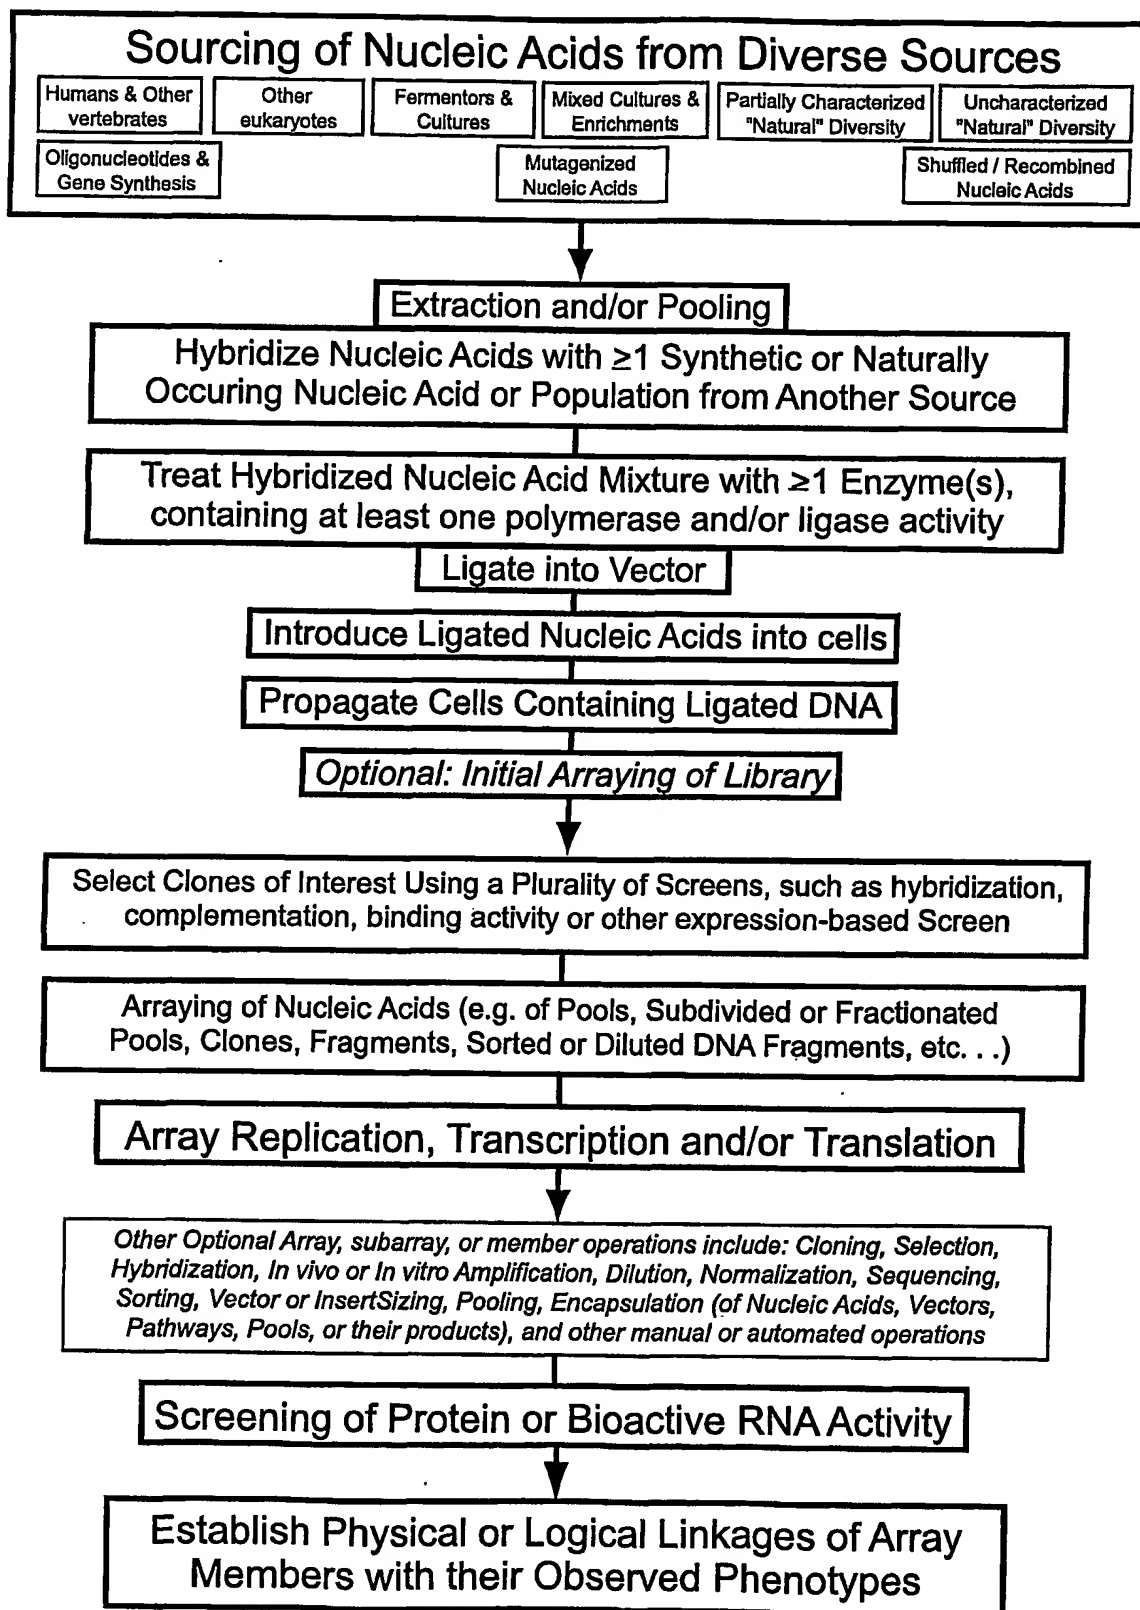 Sourcing of Nucleic Acids from Diverse Sources
Humans & Other
vertebrates
Other
eukaryotes
Fermentors &
Cultures
Mixed Cultures &
Enrichments
Partially Characterized
"Natural" Diversity
Uncharacterized
"Natural" Diversity
Oligonucleotides &
Gene Synthesis
Mutagenized
Nucleic Acids
Shuffled / Recombined
Nucleic Acids
Extraction and/or Pooling
Hybridize Nucleic Acids with ≥1 Synthetic or Naturally
Occuring Nucleic Acid or Population from Another Source
Treat Hybridized Nucleic Acid Mixture with ≥1 Enzyme(s),
containing at least one polymerase and/or ligase activity
Ligate into Vector
Introduce Ligated Nucleic Acids into cells
Propagate Cells Containing Ligated DNA
Optional: Initial Arraying of Library
Select Clones of Interest Using a Plurality of Screens, such as hybridization,
complementation, binding activity or other expression-based Screen
Arraying of Nucleic Acids (e.g. of Pools, Subdivided or Fractionated
Pools, Clones, Fragments, Sorted or Diluted DNA Fragments, etc. . .)
Array Replication, Transcription and/or Translation
Other Optional Array, subarray, or member operations include: Cloning, Selection,
Hybridization, In vivo or In vitro Amplification, Dilution, Normalization, Sequencing,
Sorting, Vector or InsertSizing, Pooling, Encapsulation (of Nucleic Acids, Vectors,
Pathways, Pools, or their products), and other manual or automated operations
Screening of Protein or Bioactive RNA Activity
Establish Physical or Logical Linkages of Array
Members with their Observed Phenotypes